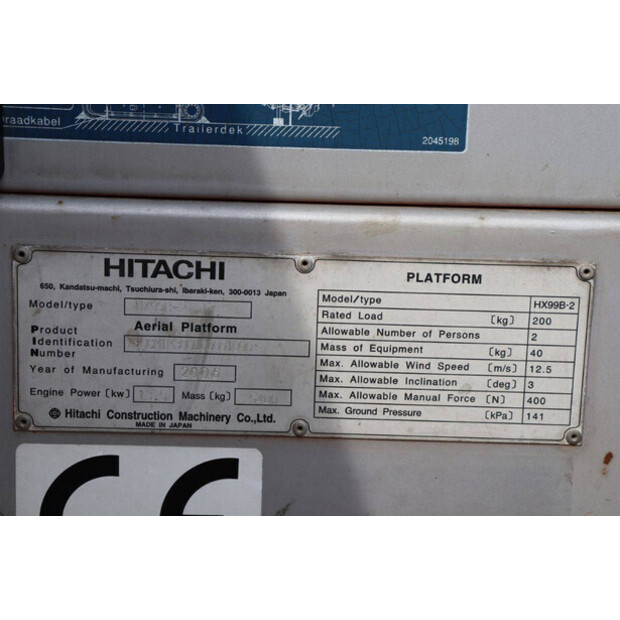 raadkabel
Trailerdek
2045198
HITACHI
650, Kandatsu-machi, Tsuchiura-shi, Ibaraki-ken, 300-0013 Japan
Model/type
Product Aerial Platform
Identification
Number
Year of Manufacturing
Engine Power (kw) Mass (kg)
Hitachi Construction Machinery Co., Ltd.
MADE IN JAPAN
PLATFORM
Model/type HX99B-2
Rated Load (kg) 200
Allowable Number of Persons 2
Mass of Equipment (kg) 40
Max. Allowable Wind Speed (m/s) 12.5
Max. Allowable Inclination (deg) 3
Max. Allowable Manual Force (N) 400
Max. Ground Pressure (kPa) 141
CE